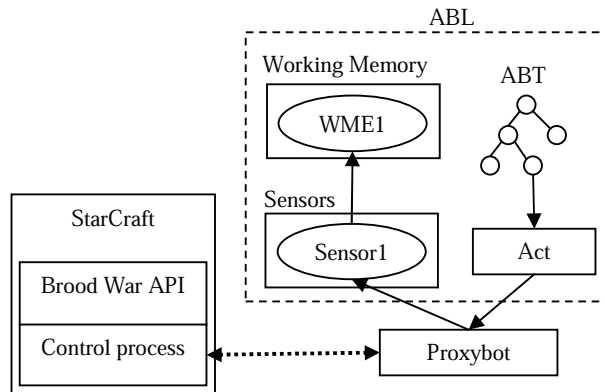 ABL
Working Memory
ABT
WME1
Sensors
StarCraft
Sensor1
Act
Brood War API
Control process
Proxybot